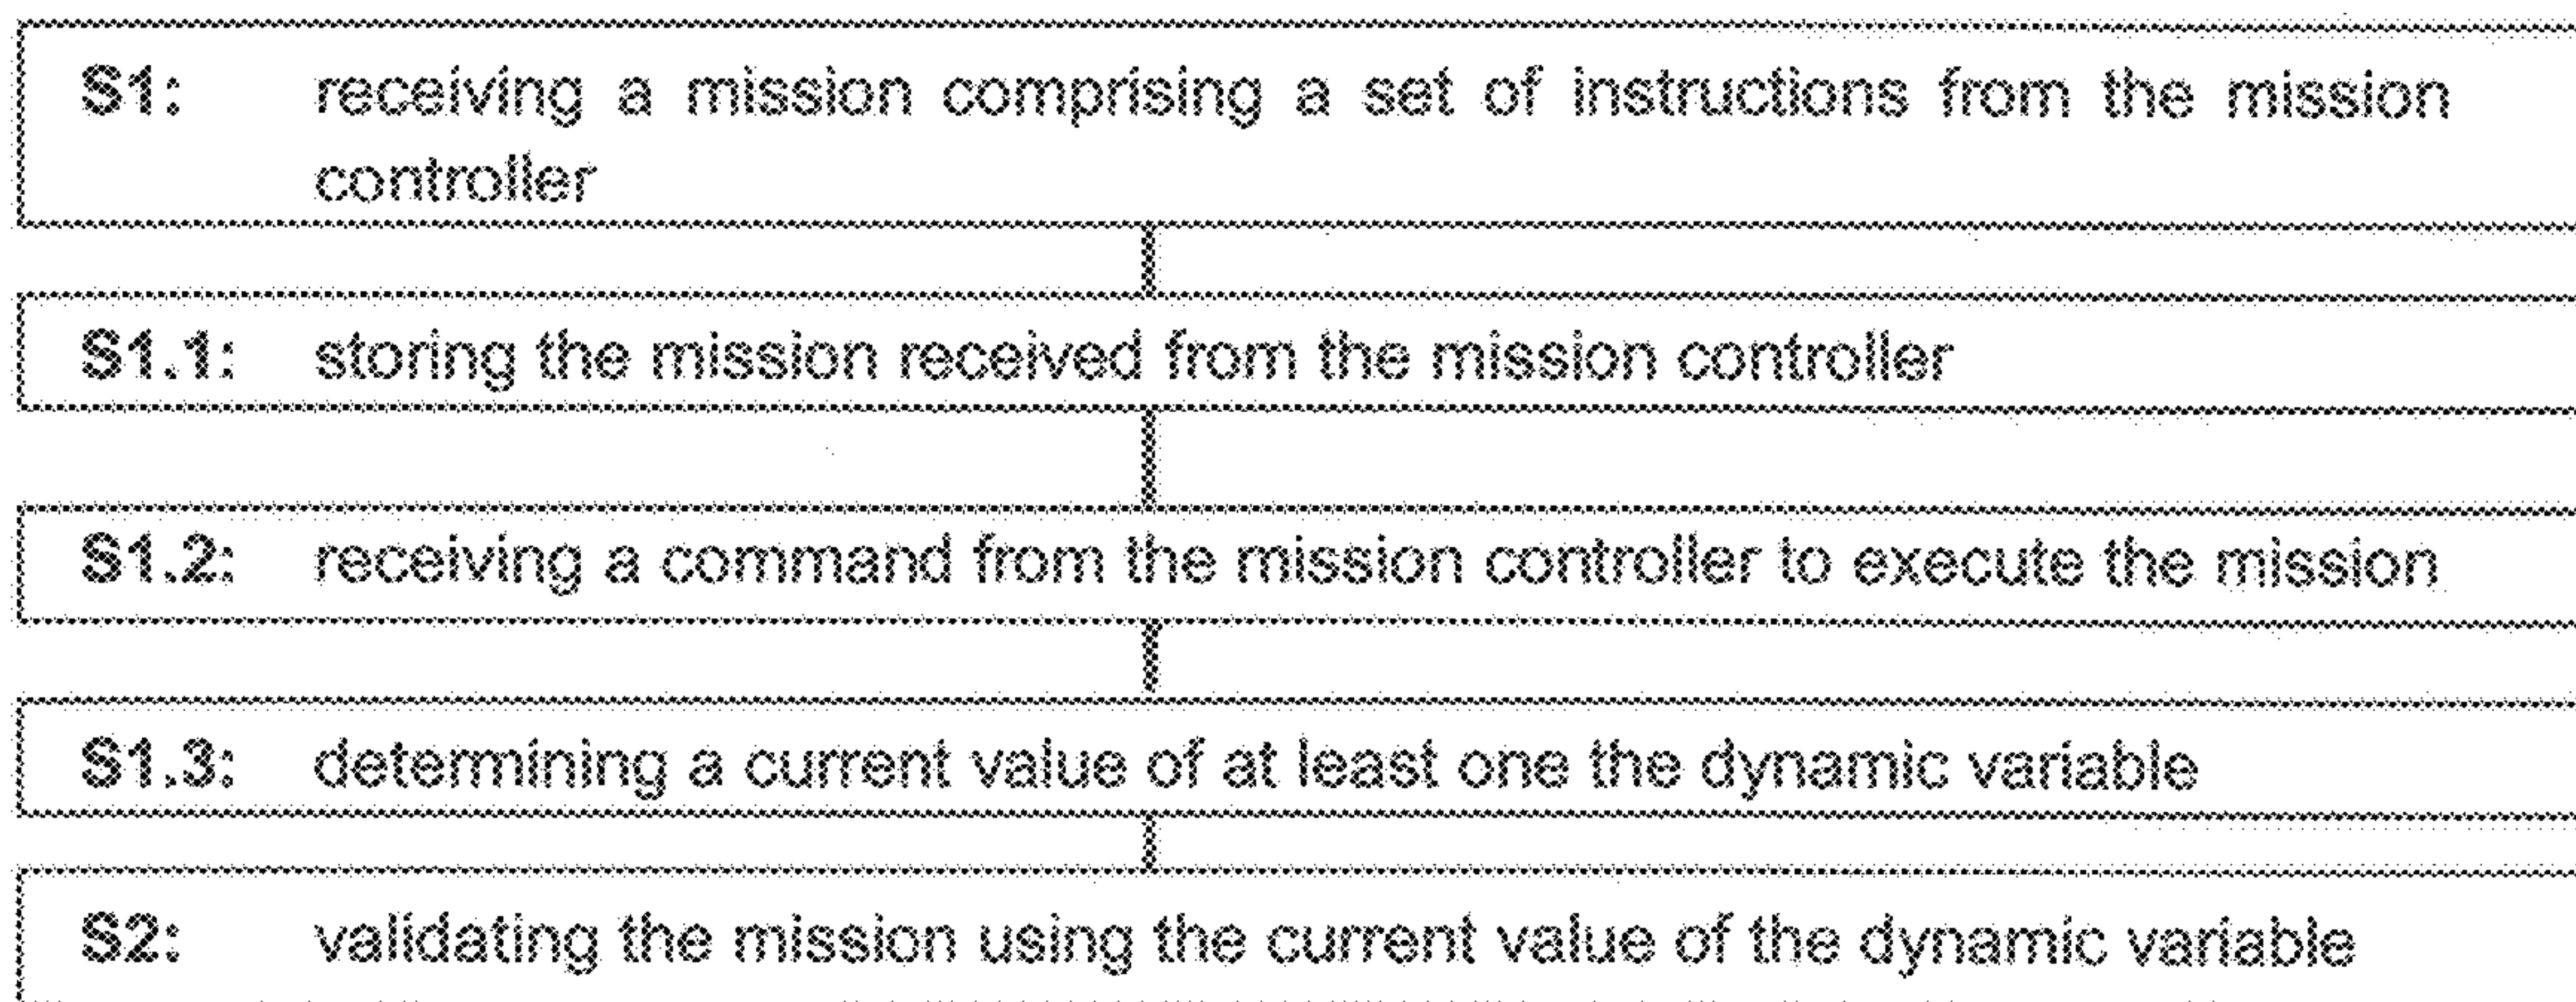 S1: receiving a mission comprising a set of instructions from the mission
controller
S1.1: storing the mission received from the mission controller
S1.2: receiving a command from the mission controller to execute the mission
S1.3: determining a current value of at least one the dynamic variable
S2: validating the mission using the current value of the dynamic variable